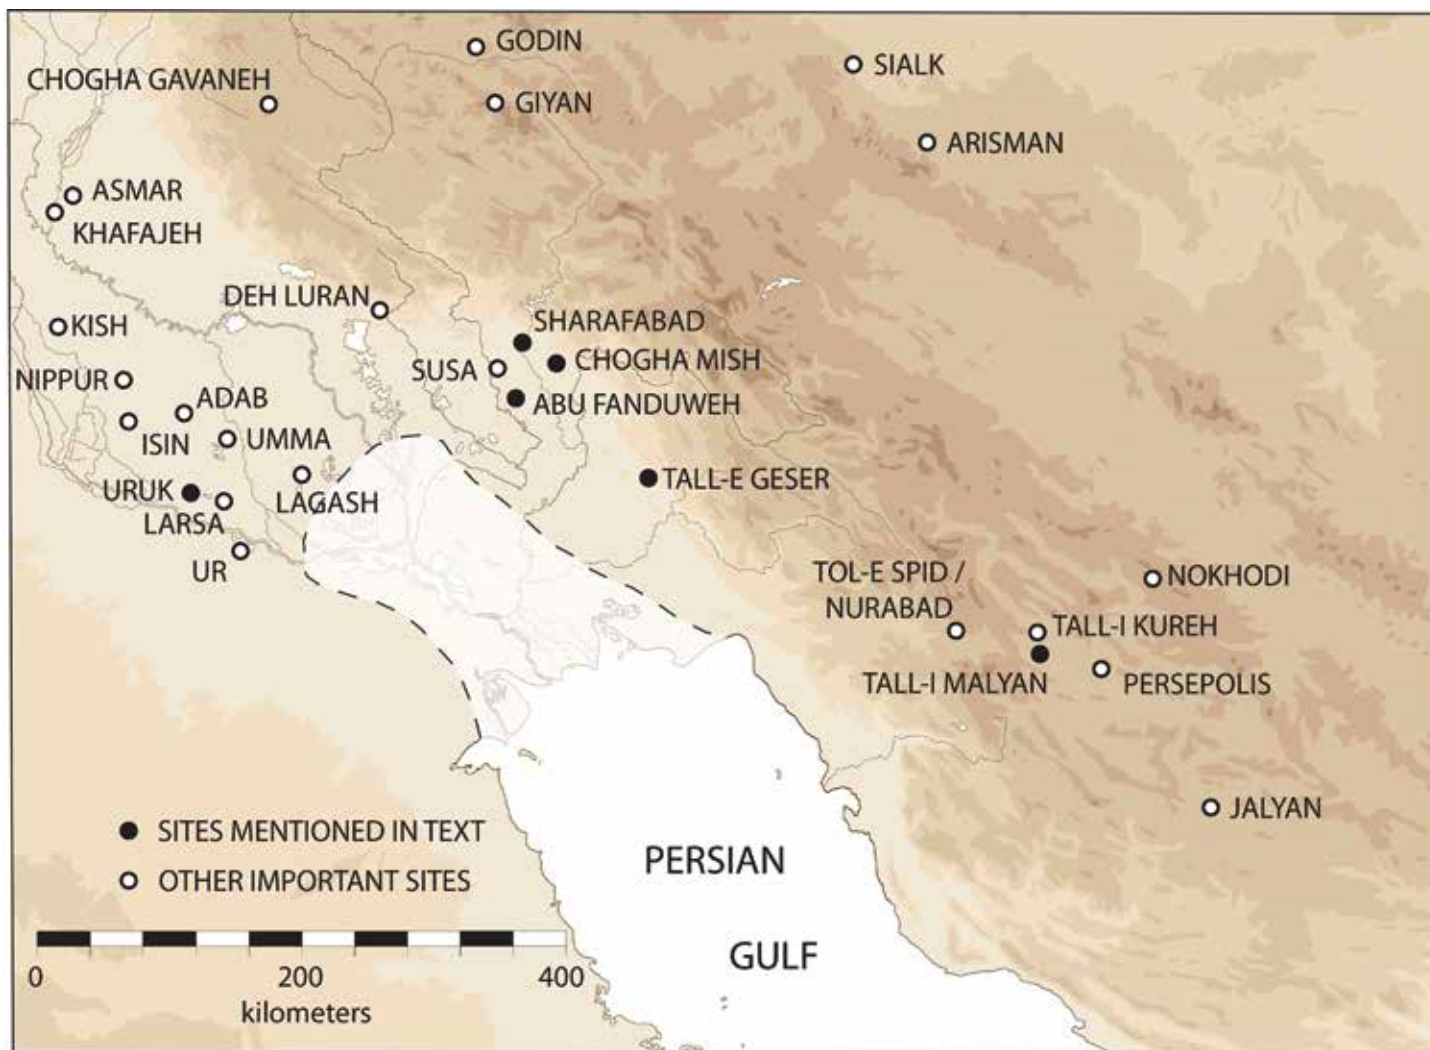 GODIN
SIALK
CHOGHA GAVANEH
GIYAN
ARISMAN
ASMAR
KHAFAJEH
DEH LURAN
SHARAFABAD
KISH
CHOGHA MISH
SUSA
NIPPUR
ADAB
ABU FANDUWEH
ISIN
UMMA
TALL-E GESER
URUK
LAGASH
LARSA
UR
TOL-E SPID /
NURABAD
NOKHODI
TALL-I KUREH
TALL-I MALYAN
PERSEPOLIS
JALYAN
SITES MENTIONED IN TEXT
OTHER IMPORTANT SITES
PERSIAN
GULF
0 200 400
kilometers